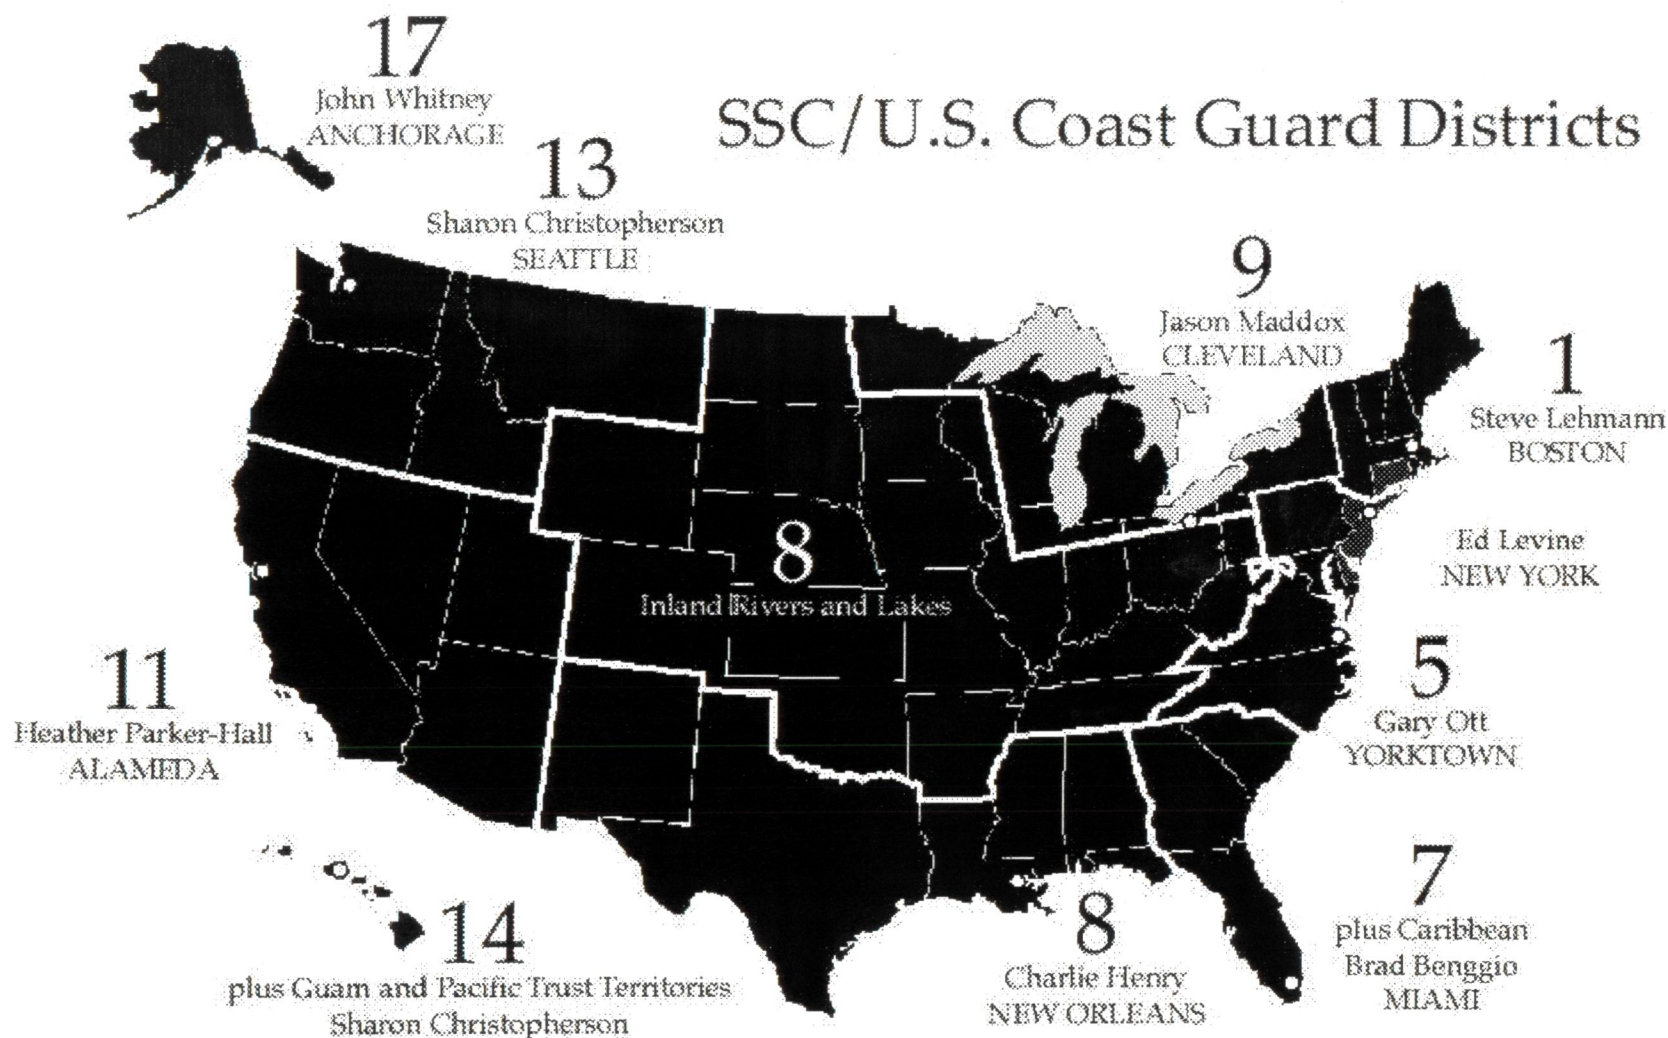 17
John Whitney
ANCHORAGE
SSC/U.S. Coast Guard Districts
13
Sharon Christopherson
SEATTLE
9
Jason Maddox
CLEVELAND
1
Steve Lehmann
BOSTON
Ed Levine
NEW YORK
8
Inland Rivers and Lakes
11
Heather Parker-Hall
ALAMEDA
5
Gary Ott
YORKTOWN
7
plus Caribbean
Brad Benggio
MIAMI
8
Charlie Henry
NEW ORLEANS
14
plus Guam and Pacific Trust Territories
Sharon Christopherson